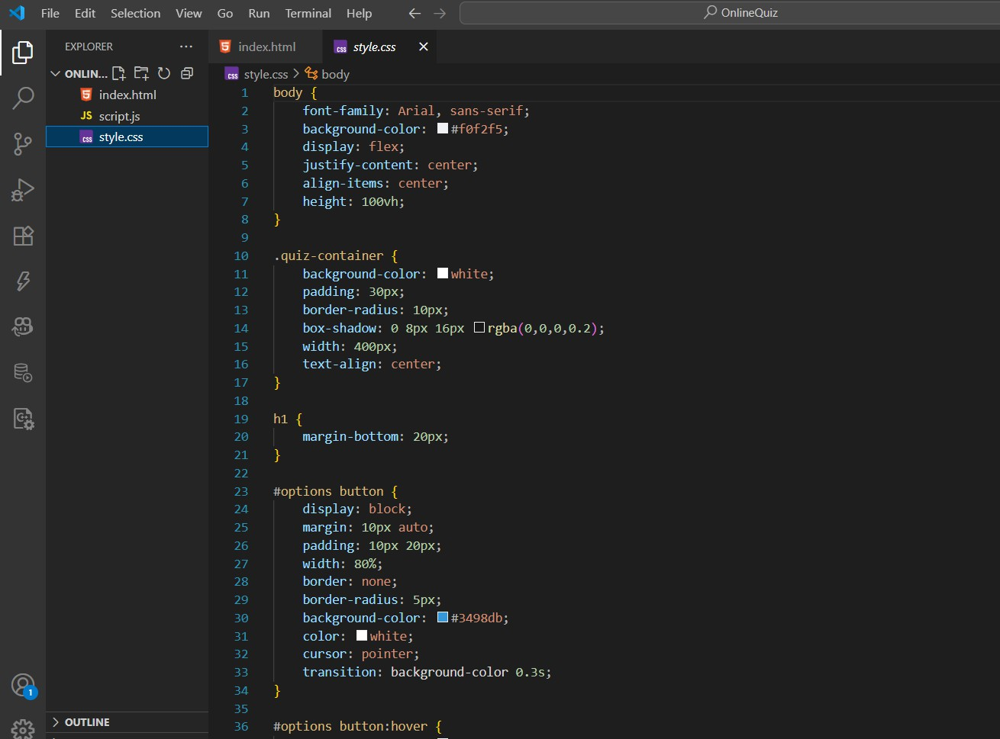 File Edit Selection View Go Run Terminal Help
OnlineQuiz
EXPLORER
ONLIN...
index.html
JS script.js
css style.css
OUTLINE
1
index.html
css style.css
css style.css > body
1 body {
2     font-family: Arial, sans-serif;
3     background-color: #f0f2f5;
4     display: flex;
5     justify-content: center;
6     align-items: center;
7     height: 100vh;
8 }
9
10 .quiz-container {
11     background-color: white;
12     padding: 30px;
13     border-radius: 10px;
14     box-shadow: 0 8px 16px rgba(0,0,0,0.2);
15     width: 400px;
16     text-align: center;
17 }
18
19 h1 {
20     margin-bottom: 20px;
21 }
22
23 #options button {
24     display: block;
25     margin: 10px auto;
26     padding: 10px 20px;
27     width: 80%;
28     border: none;
29     border-radius: 5px;
30     background-color: #3498db;
31     color: white;
32     cursor: pointer;
33     transition: background-color 0.3s;
34 }
35
36 #options button:hover {